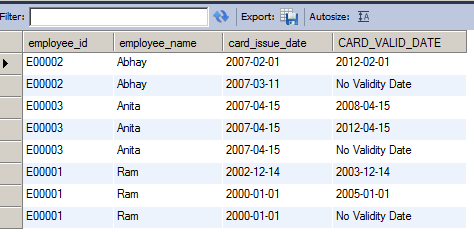 Filter: Export: Autosize:
employee_id employee_name card_issue_date CARD_VALID_DATE
E00002 Abhay 2007-02-01 2012-02-01
E00002 Abhay 2007-03-11 No Validity Date
E00003 Anita 2007-04-15 2008-04-15
E00003 Anita 2007-04-15 2012-04-15
E00003 Anita 2007-04-15 No Validity Date
E00001 Ram 2002-12-14 2003-12-14
E00001 Ram 2000-01-01 2005-01-01
E00001 Ram 2000-01-01 No Validity Date